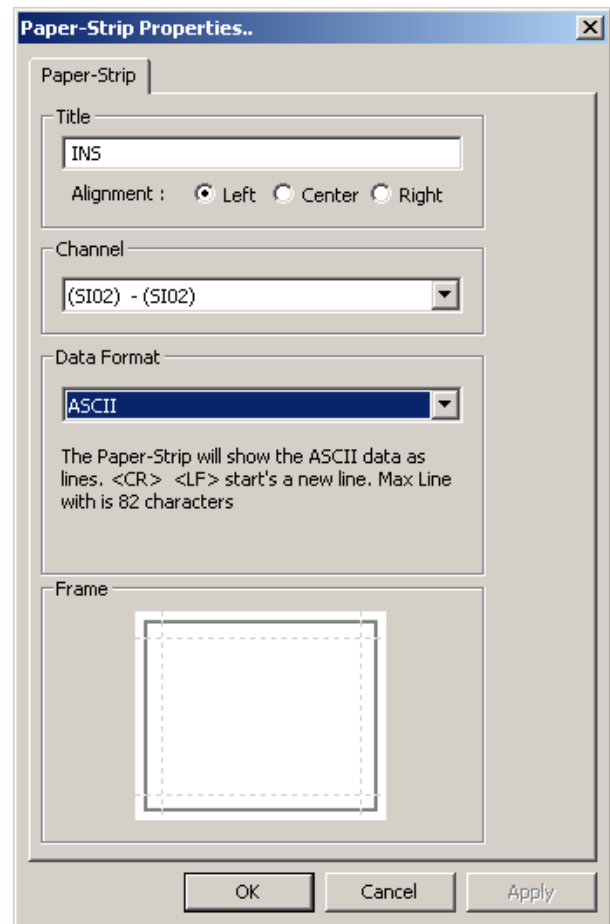 Paper-Strip Properties..
Paper-Strip
Title
INS
Alignment : Left Center Right
Channel
(SI02) - (SI02)
Data Format
ASCII
The Paper-Strip will show the ASCII data as
lines. <CR> <LF> start's a new line. Max Line
with is 82 characters
Frame
OK Cancel Apply